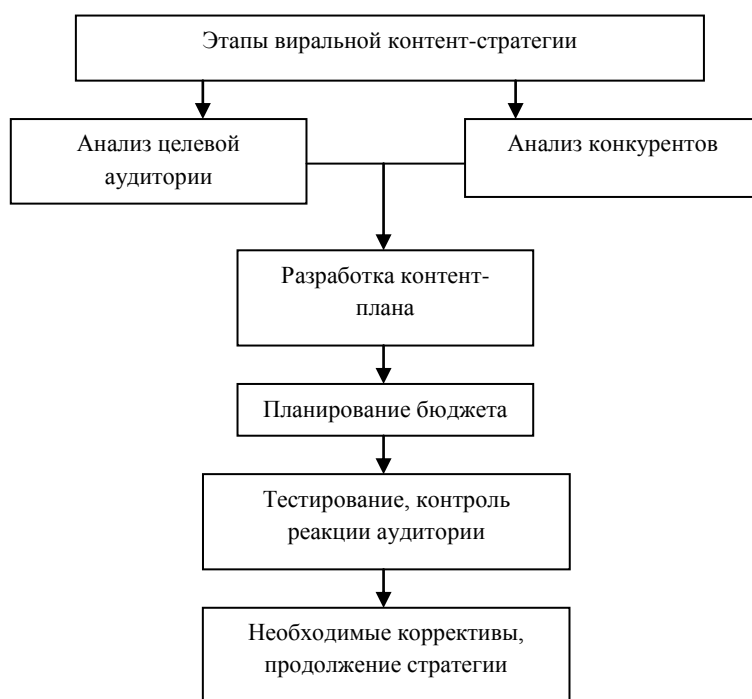 Этапы виральной контент-стратегии
Анализ целевой
аудитории
Анализ конкурентов
Разработка контент-
плана
Планирование бюджета
Тестирование, контроль
реакции аудитории
Необходимые коррективы,
продолжение стратегии